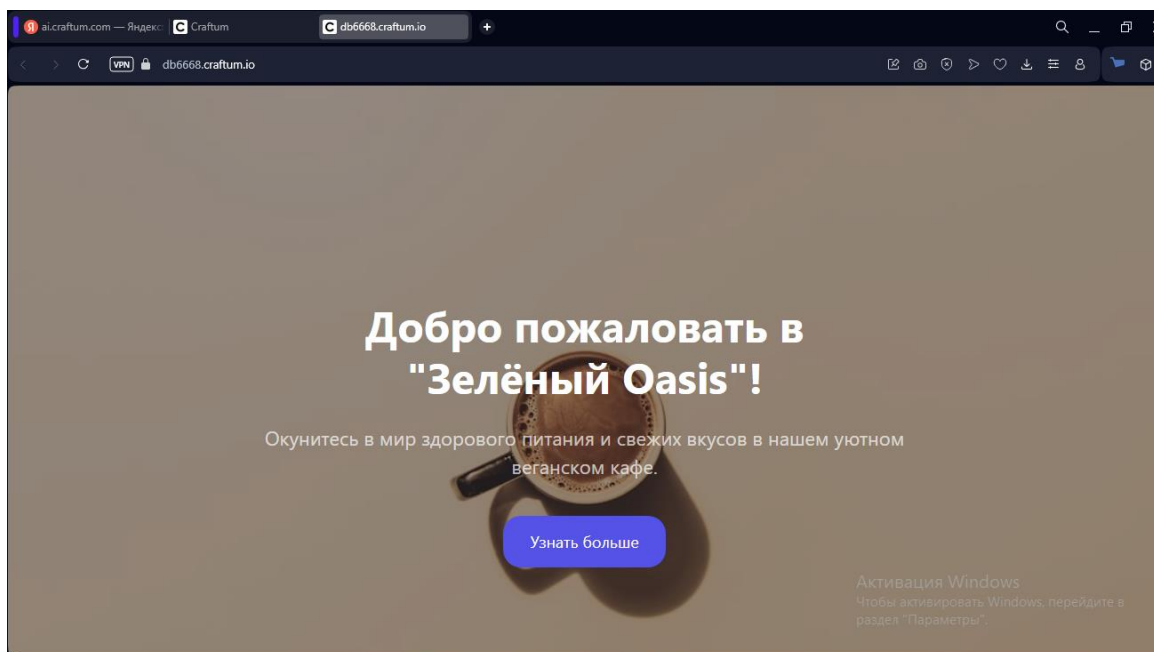 ai.craftum.com — Яндекс
Craftum
db6668.craftum.io
VPN
db6668.craftum.io
Добро пожаловать в
"Зелёный Oasis"!
Окунитесь в мир здорового питания и свежих вкусов в нашем уютном
веганском кафе.
Узнать больше
Активация Windows
Чтобы активировать Windows, перейдите в
раздел "Параметры".